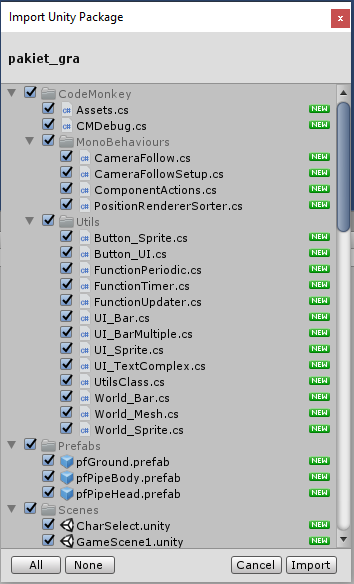 Import Unity Package
x
pakiet_gra
CodeMonkey
Assets.cs NEW
CMDebug.cs NEW
MonoBehaviours
CameraFollow.cs NEW
CameraFollowSetup.cs NEW
ComponentActions.cs NEW
PositionRendererSorter.cs NEW
Utils
Button_Sprite.cs NEW
Button_UI.cs NEW
FunctionPeriodic.cs NEW
FunctionTimer.cs NEW
FunctionUpdater.cs NEW
UI_Bar.cs NEW
UI_BarMultiple.cs NEW
UI_Sprite.cs NEW
UI_TextComplex.cs NEW
UtilsClass.cs NEW
World_Bar.cs NEW
World_Mesh.cs NEW
World_Sprite.cs NEW
Prefabs
pfGround.prefab NEW
pfPipeBody.prefab NEW
pfPipeHead.prefab NEW
Scenes
CharSelect.unity NEW
GameScene1.unity NEW
All None Cancel Import